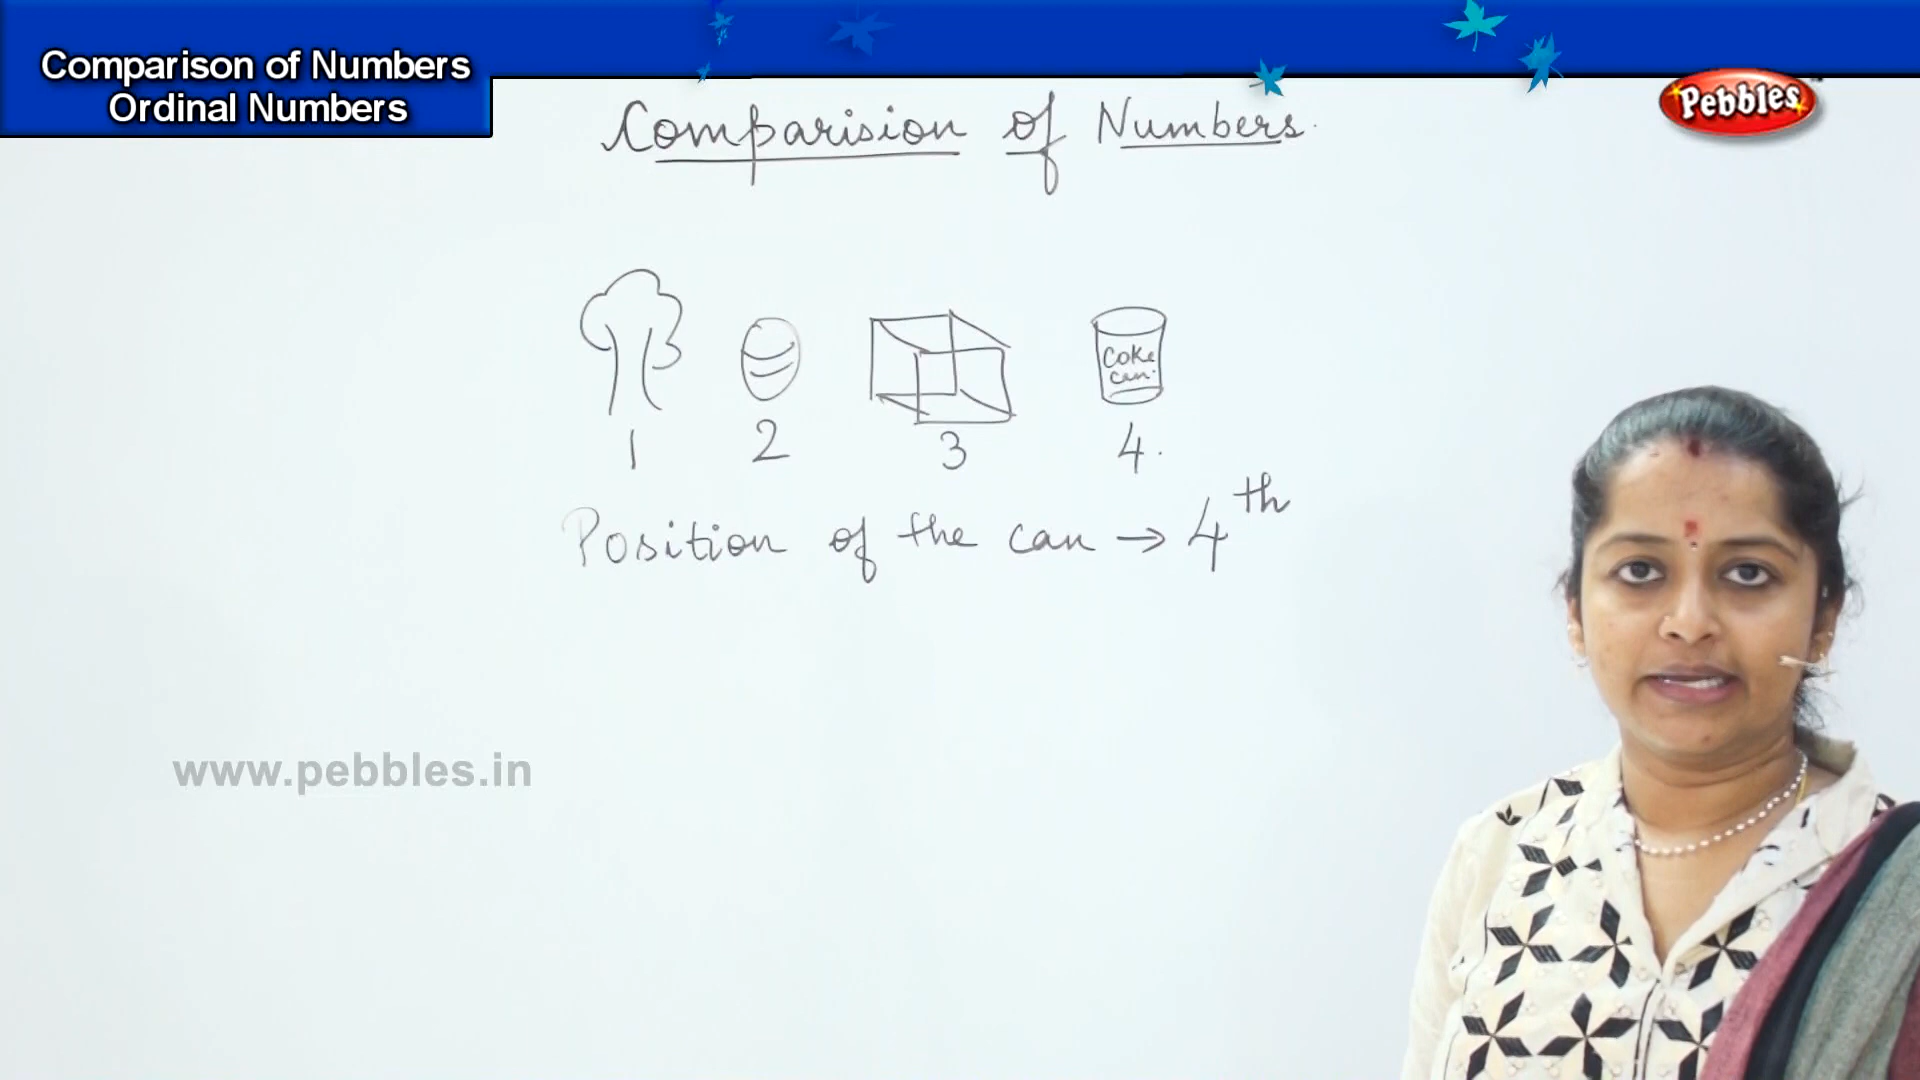 Comparison of Numbers
Ordinal Numbers
Pebbles
Comparision of Numbers.
Coke
can.
1 2 3 4.
Position of the can → 4th
www.pebbles.in